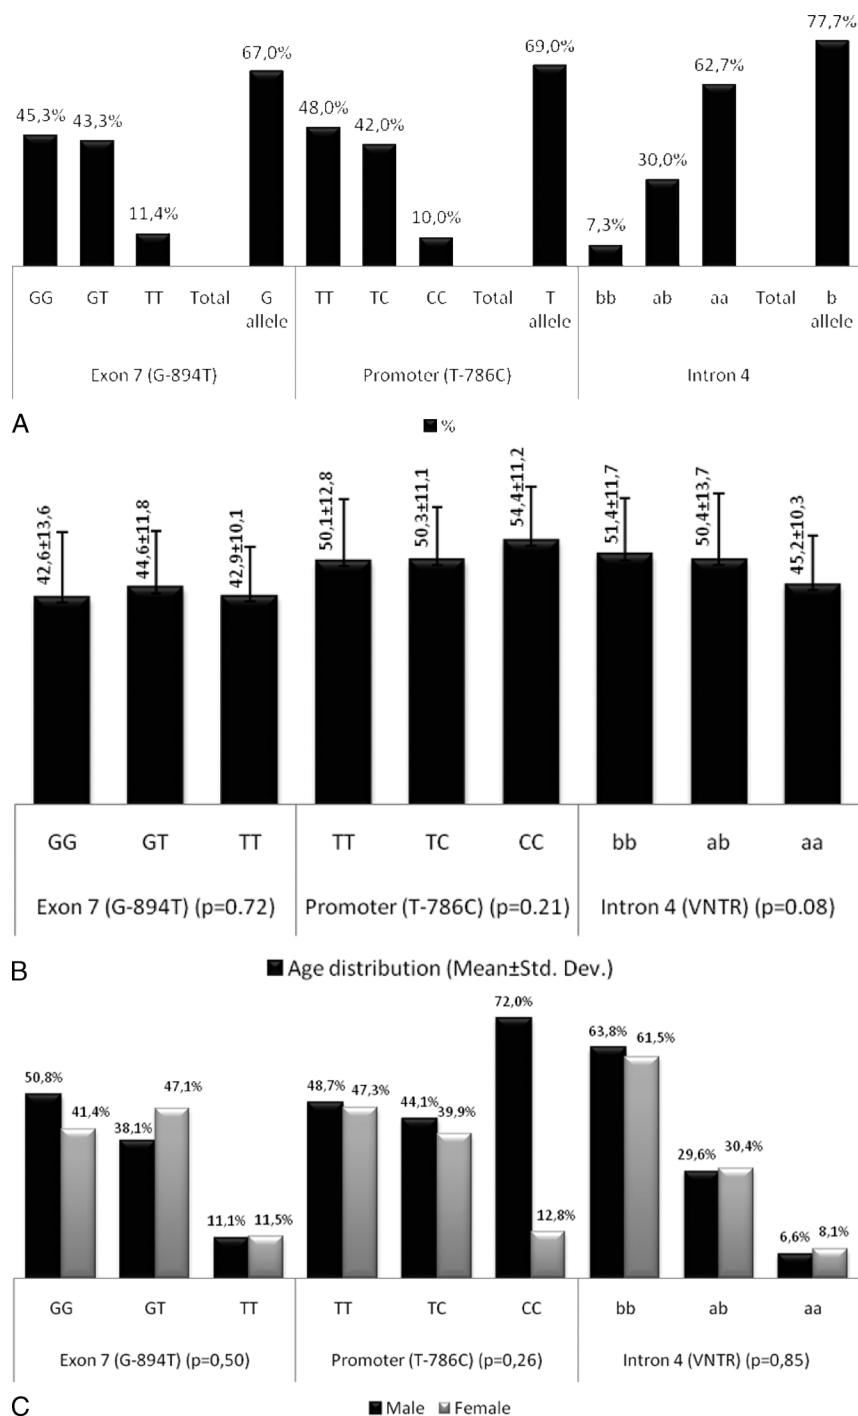 77,7%
67,0%
69,0%
62,7%
45,3%
43,3%
48,0%
42,0%
30,0%
11,4%
10,0%
7,3%
GG GT TT Total G allele TT TC CC Total T allele bb ab aa Total b allele
Exon 7 (G-894T) Promoter (T-786C) Intron 4
A
%
42,6±13,6
44,6±11,8
42,9±10,1
50,1±12,8
50,3±11,1
54,4±11,2
51,4±11,7
50,4±13,7
45,2±10,3
GG GT TT TT TC CC bb ab aa
Exon 7 (G-894T) (p=0.72) Promoter (T-786C) (p=0.21) Intron 4 (VNTR) (p=0.08)
B
Age distribution (Mean±Std. Dev.)
50,8% 41,4% 38,1% 47,1% 11,1% 11,5% 48,7% 47,3% 44,1% 39,9% 72,0% 12,8% 63,8% 61,5% 29,6% 30,4% 6,6% 8,1%
GG GT TT TT TC CC bb ab aa
Exon 7 (G-894T) (p=0,50) Promoter (T-786C) (p=0,26) Intron 4 (VNTR) (p=0,85)
C
Male Female